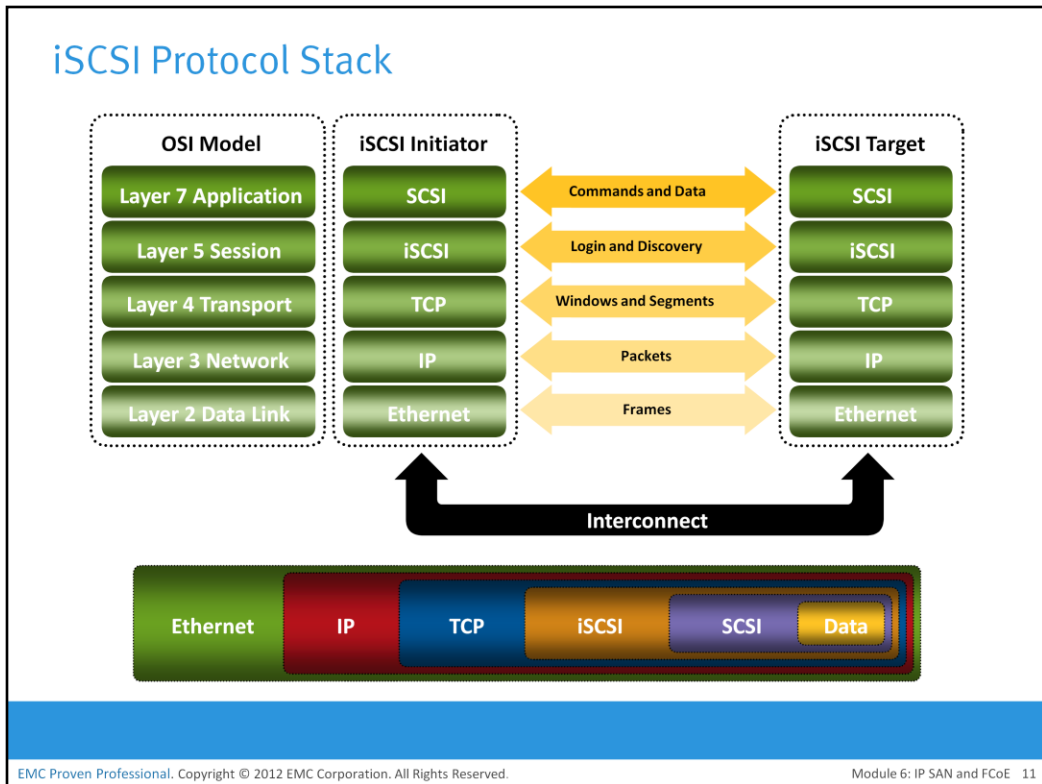 iSCSI Protocol Stack
OSI Model
Layer 7 Application
Layer 5 Session
Layer 4 Transport
Layer 3 Network
Layer 2 Data Link
iSCSI Initiator
SCSI
iSCSI
TCP
IP
Ethernet
Commands and Data
Login and Discovery
Windows and Segments
Packets
Frames
iSCSI Target
SCSI
iSCSI
TCP
IP
Ethernet
Interconnect
Ethernet IP TCP iSCSI SCSI Data
EMC Proven Professional. Copyright © 2012 EMC Corporation. All Rights Reserved.
Module 6: IP SAN and FCoE 11